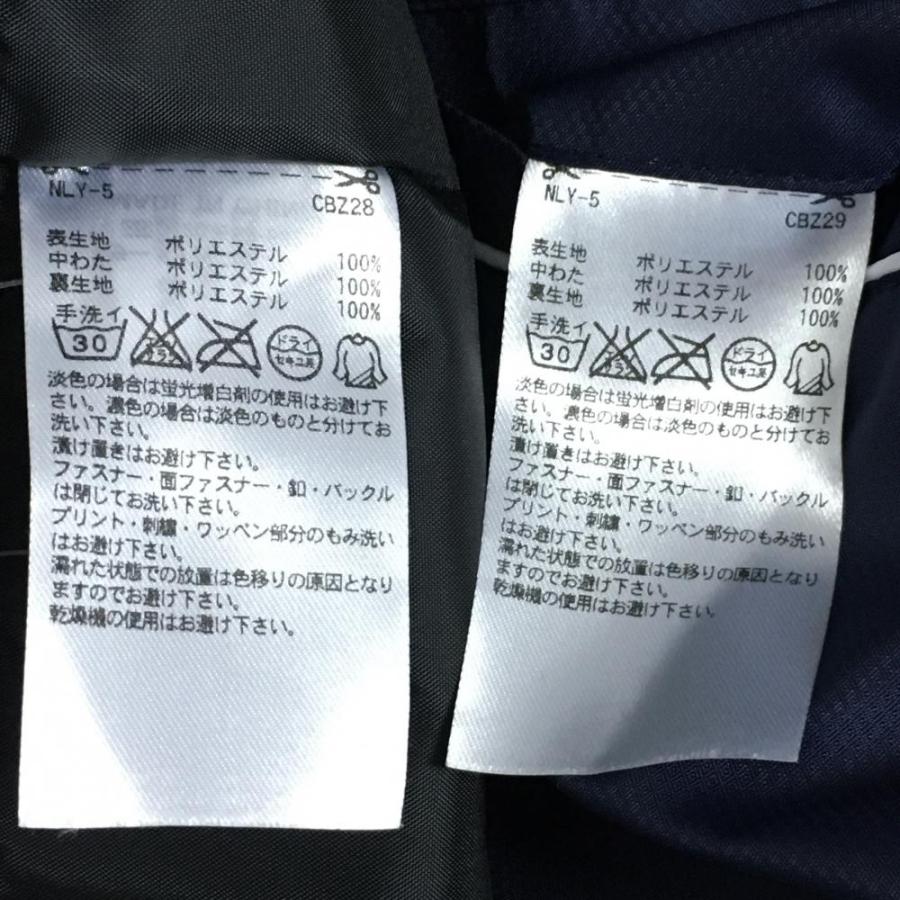 NLY-5
CBZ28
表生地 ポリエステル 100%
中わた ポリエステル 100%
裏生地 ポリエステル 100%
手洗イ
30
エンソ サラシ
ドライ
セキユ系
淡色の場合は蛍光増白剤の使用はお避け下
さい。濃色の場合は淡色のものと分けてお
洗い下さい。
漬け置きはお避け下さい。
ファスナー・面ファスナー・釦・バックル
は閉じてお洗い下さい。
プリント・刺繍・ワッペン部分のもみ洗い
はお避け下さい。
濡れた状態での放置は色移りの原因となり
ますのでお避け下さい。
乾燥機の使用はお避け下さい。
NLY-5
CBZ29
表生地 ポリエステル 100%
中わた ポリエステル 100%
裏生地 ポリエステル 100%
手洗イ
30
エンソ サラシ
ドライ
セキユ系
淡色の場合は蛍光増白剤の使用はお避け下
さい。濃色の場合は淡色のものと分けてお
洗い下さい。
漬け置きはお避け下さい。
ファスナー・面ファスナー・釦・バックル
は閉じてお洗い下さい。
プリント・刺繍・ワッペン部分のもみ洗い
はお避け下さい。
濡れた状態での放置は色移りの原因となり
ますのでお避け下さい。
乾燥機の使用はお避け下さい。